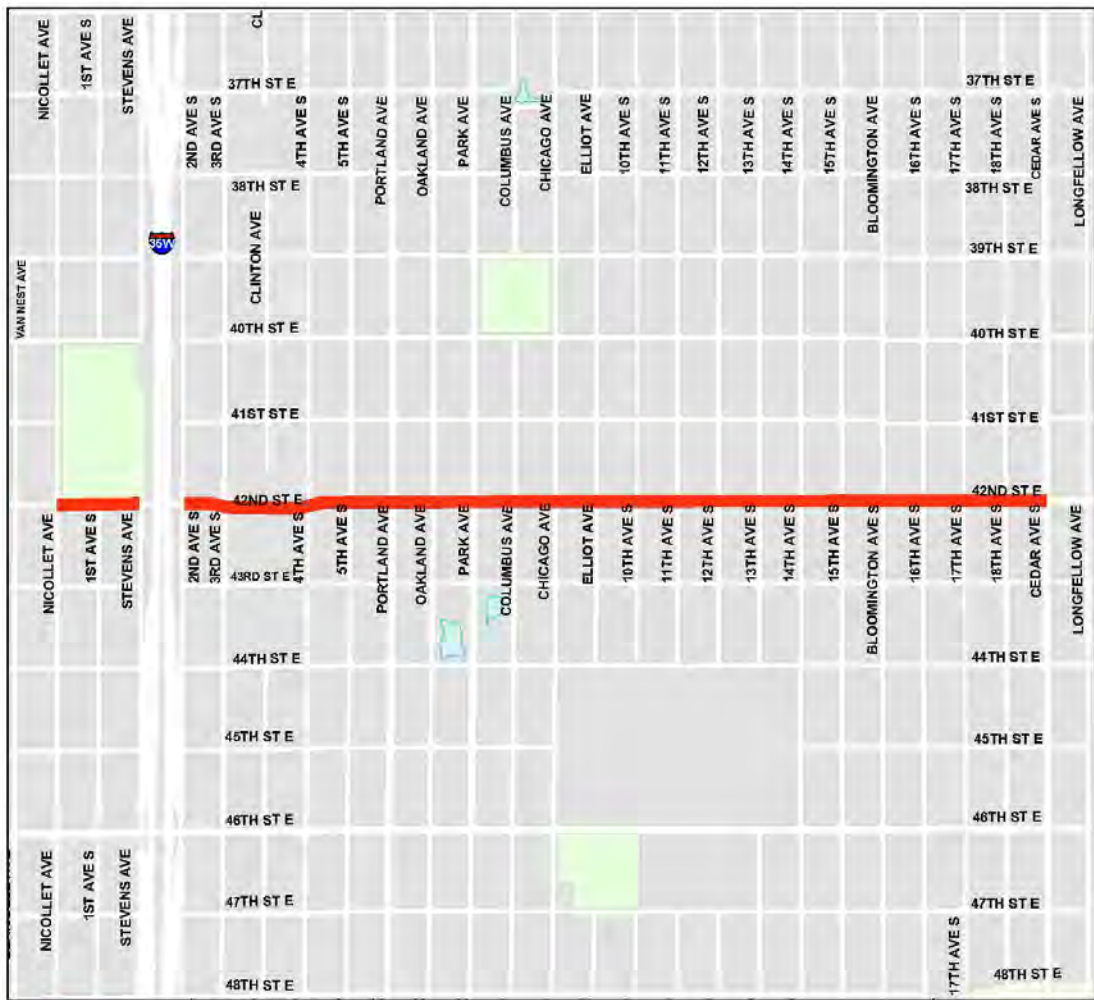 CL
NICOLLET AVE
1ST AVE S
STEVENS AVE
37TH ST E
37TH ST E
2ND AVE S
3RD AVE S
4TH AVE S
5TH AVE S
PORTLAND AVE
OAKLAND AVE
PARK AVE
COLUMBUS AVE
CHICAGO AVE
ELLIOT AVE
10TH AVE S
11TH AVE S
12TH AVE S
13TH AVE S
14TH AVE S
15TH AVE S
BLOOMINGTON AVE
16TH AVE S
17TH AVE S
18TH AVE S
CEDAR AVE S
LONGFELLOW AVE
38TH ST E
38TH ST E
35W
CLINTON AVE
39TH ST E
VAN NEST AVE
40TH ST E
40TH ST E
41ST ST E
41ST ST E
42ND ST E
42ND ST E
NICOLLET AVE
1ST AVE S
STEVENS AVE
2ND AVE S
3RD AVE S
4TH AVE S
5TH AVE S
PORTLAND AVE
OAKLAND AVE
PARK AVE
COLUMBUS AVE
CHICAGO AVE
ELLIOT AVE
10TH AVE S
11TH AVE S
12TH AVE S
13TH AVE S
14TH AVE S
15TH AVE S
BLOOMINGTON AVE
16TH AVE S
17TH AVE S
18TH AVE S
CEDAR AVE S
LONGFELLOW AVE
43RD ST E
44TH ST E
44TH ST E
45TH ST E
45TH ST E
46TH ST E
46TH ST E
NICOLLET AVE
1ST AVE S
STEVENS AVE
47TH ST E
47TH ST E
17TH AVE S
48TH ST E
48TH ST E